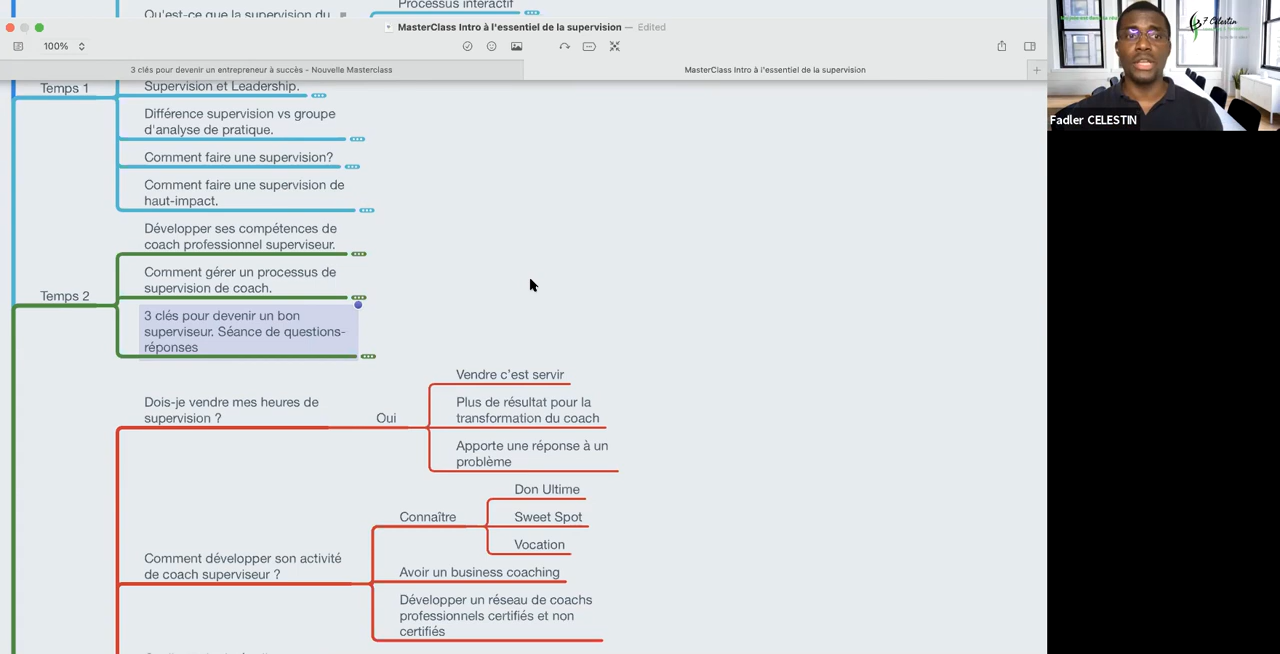 Qu'est-ce que la supervision du
Processus interactif
MasterClass Intro à l'essentiel de la supervision — Edited
100%
3 clés pour devenir un entrepreneur à succès - Nouvelle Masterclass
MasterClass Intro à l'essentiel de la supervision
Temps 1
Supervision et Leadership.
Différence supervision vs groupe
d'analyse de pratique.
Comment faire une supervision?
Comment faire une supervision de
haut-impact.
Développer ses compétences de
coach professionnel superviseur.
Temps 2
Comment gérer un processus de
supervision de coach.
3 clés pour devenir un bon
superviseur. Séance de questions-
réponses
Dois-je vendre mes heures de
supervision ?
Oui
Vendre c'est servir
Plus de résultat pour la
transformation du coach
Apporte une réponse à un
problème
Comment développer son activité
de coach superviseur ?
Connaître
Don Ultime
Sweet Spot
Vocation
Avoir un business coaching
Développer un réseau de coachs
professionnels certifiés et non
certifiés
Celestin
Fadler CELESTIN